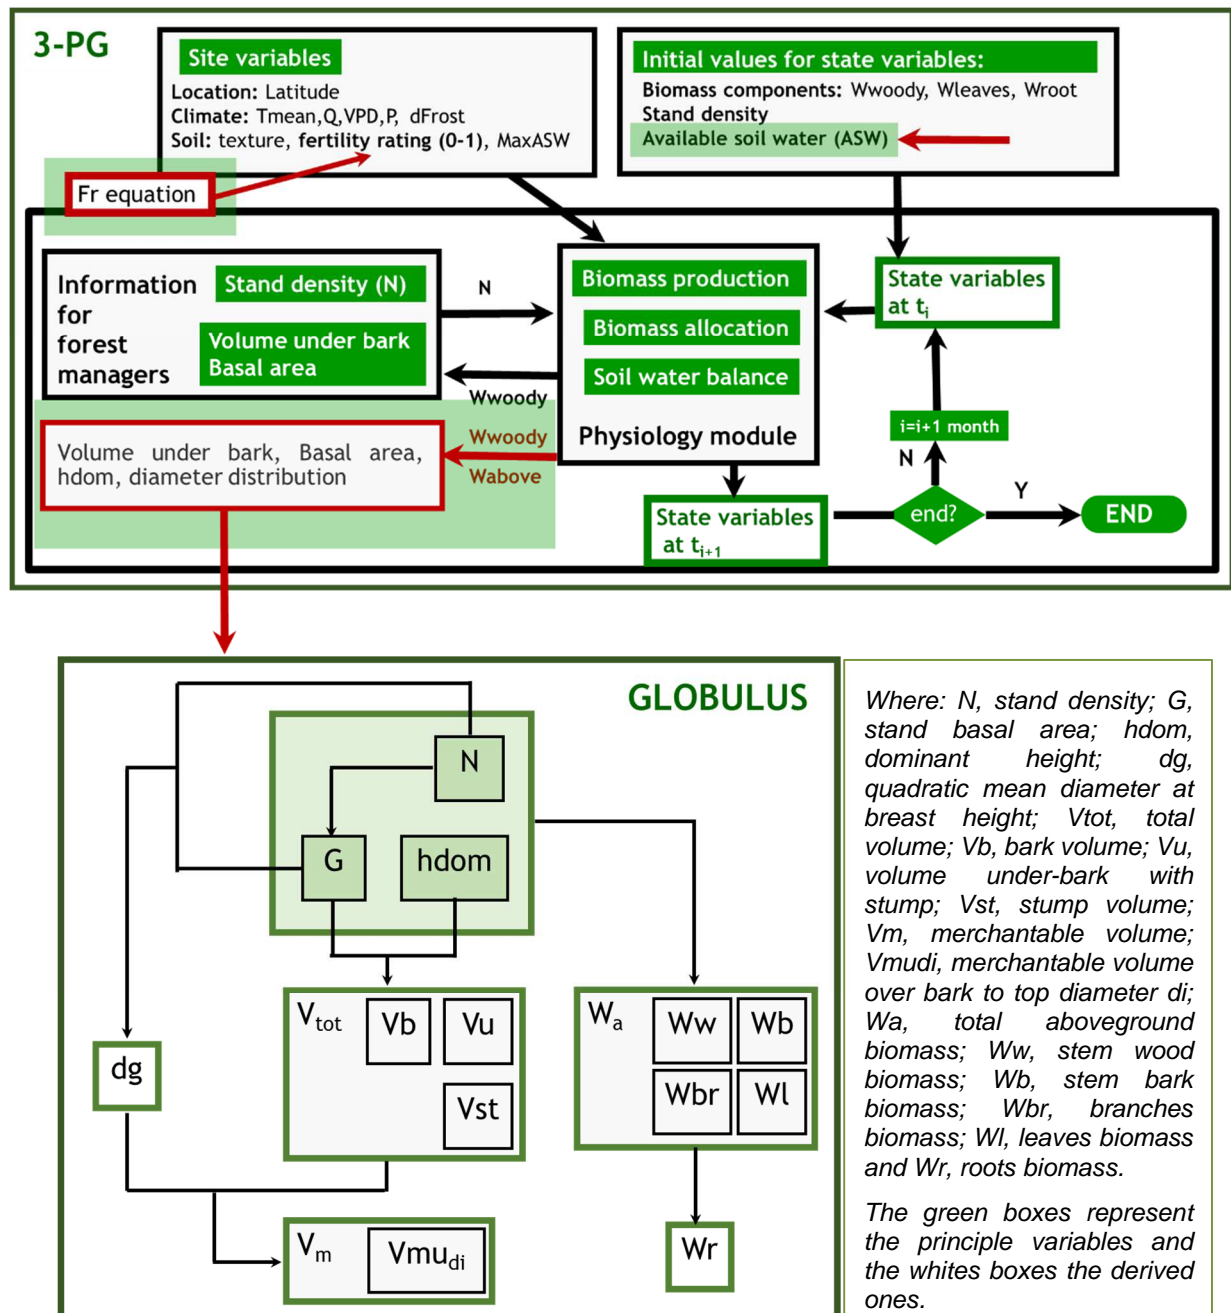 3-PG
Site variables
Location: Latitude
Climate: Tmean,Q,VPD,P, dFrost
Soil: texture, fertility rating (0-1), MaxASW
Initial values for state variables:
Biomass components: Wwoody, Wleaves, Wroot
Stand density
Available soil water (ASW)
Fr equation
Information
for
forest
managers
Stand density (N)
Volume under bark
Basal area
N
Wwoody
Biomass production
Biomass allocation
Soil water balance
Physiology module
State variables
at ti
i=i+1 month
N
Y
end?
END
State variables
at ti+1
Volume under bark, Basal area,
hdom, diameter distribution
Wwoody
Wabove
GLOBULUS
N
G
hdom
dg
Vtot
Vb
Vu
Vst
Wa
Ww
Wb
Wbr
Wl
Vm
Vmudi
Wr
Where: N, stand density; G,
stand basal area; hdom,
dominant height; dg,
quadratic mean diameter at
breast height; Vtot, total
volume; Vb, bark volume; Vu,
volume under-bark with
stump; Vst, stump volume;
Vm, merchantable volume;
Vmudi, merchantable volume
over bark to top diameter di;
Wa, total aboveground
biomass; Ww, stem wood
biomass; Wb, stem bark
biomass; Wbr, branches
biomass; Wl, leaves biomass
and Wr, roots biomass.
The green boxes represent
the principle variables and
the whites boxes the derived
ones.